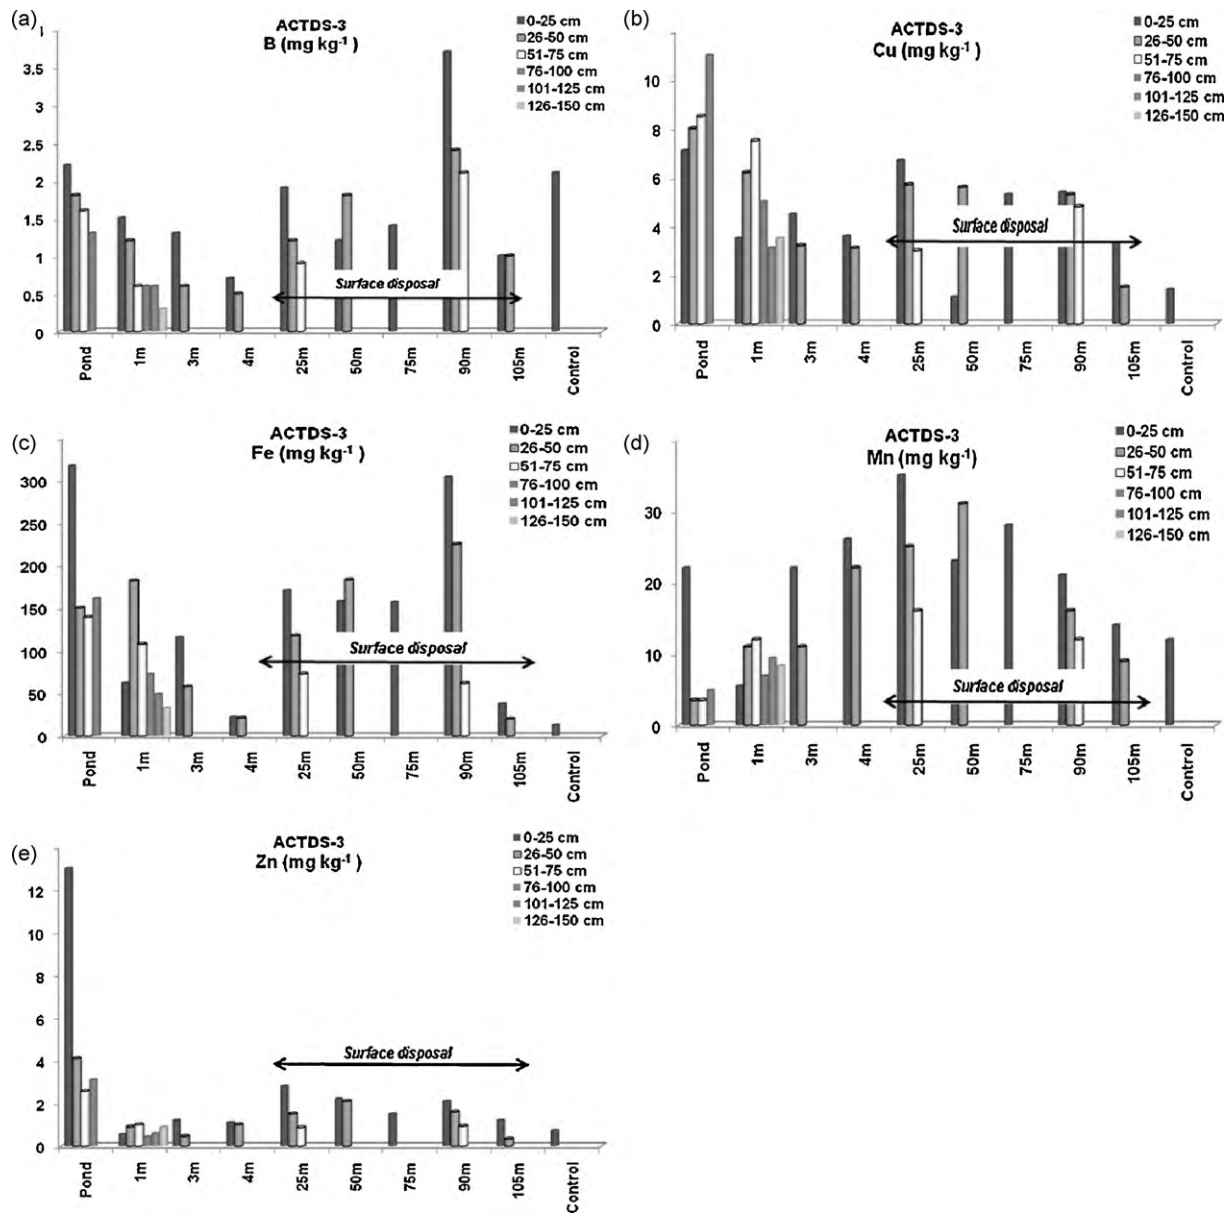 (a)
ACTDS-3
B (mg kg-1 )
0-25 cm
26-50 cm
51-75 cm
76-100 cm
101-125 cm
126-150 cm
3.5
3
2.5
2
1.5
1
0.5
0
Surface disposal
Pond 1m 3m 4m 25m 50m 75m 90m 105m Control
(b)
ACTDS-3
Cu (mg kg-1)
0-25 cm
26-50 cm
51-75 cm
76-100 cm
101-125 cm
126-150 cm
10
8
6
4
2
0
Surface disposal
Pond 1m 3m 4m 25m 50m 75m 90m 105m Control
(c)
ACTDS-3
Fe (mg kg-1 )
0-25 cm
26-50 cm
51-75 cm
76-100 cm
101-125 cm
126-150 cm
300
250
200
150
100
50
0
Surface disposal
Pond 1m 3m 4m 25m 50m 75m 90m 105m Control
(d)
ACTDS-3
Mn (mg kg-1)
0-25 cm
26-50 cm
51-75 cm
76-100 cm
101-125 cm
126-150 cm
30
20
10
0
Surface disposal
Pond 1m 3m 4m 25m 50m 75m 90m 105m Control
(e)
ACTDS-3
Zn (mg kg-1 )
0-25 cm
26-50 cm
51-75 cm
76-100 cm
101-125 cm
126-150 cm
12
10
8
6
4
2
0
Surface disposal
Pond 1m 3m 4m 25m 50m 75m 90m 105m Control